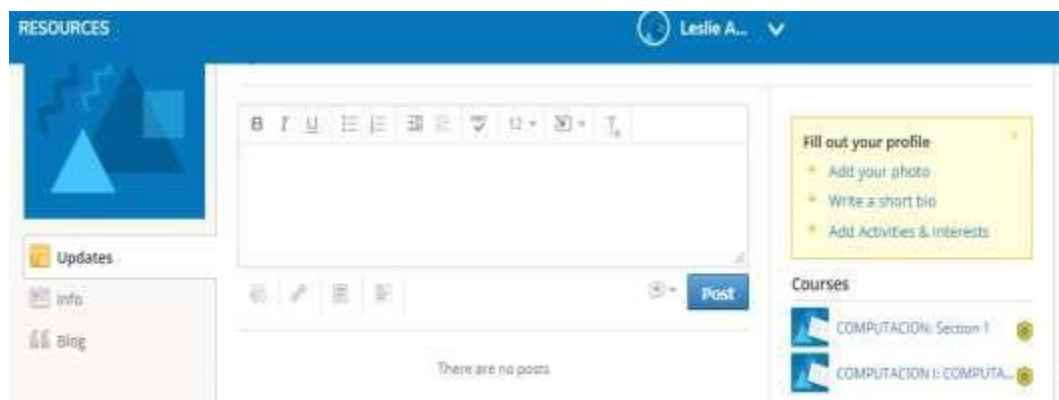 RESOURCES
Leslie A...
B I U
12
Fill out your profile
Add your photo
Write a short bio
Add Activities & Interests
Updates
Info
Blog
Post
There are no posts
Courses
COMPUTACION: Section 1
COMPUTACION I: COMPUTA...